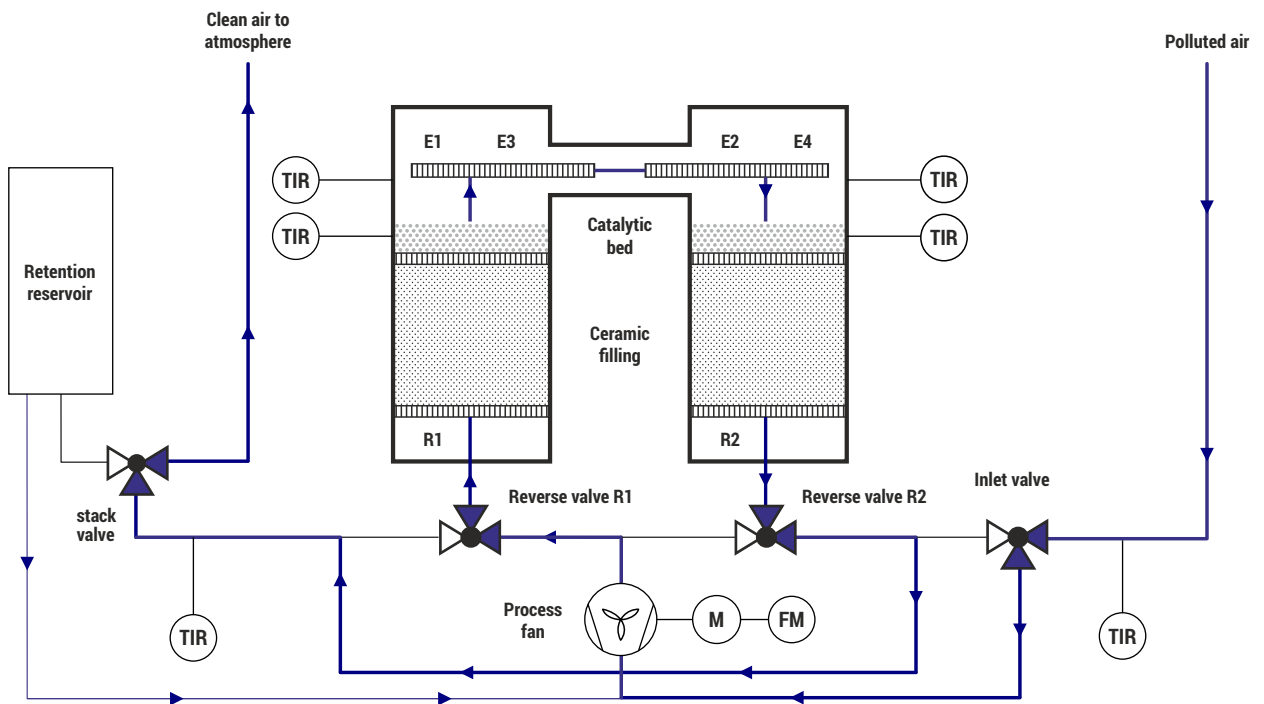 Clean air to
atmosphere
Polluted air
E1
E3
E2
E4
TIR
TIR
TIR
TIR
Catalytic
bed
Retention
reservoir
Ceramic
filling
R1
R2
Inlet valve
Reverse valve R1
Reverse valve R2
stack
valve
Process
fan
M
FM
TIR
TIR